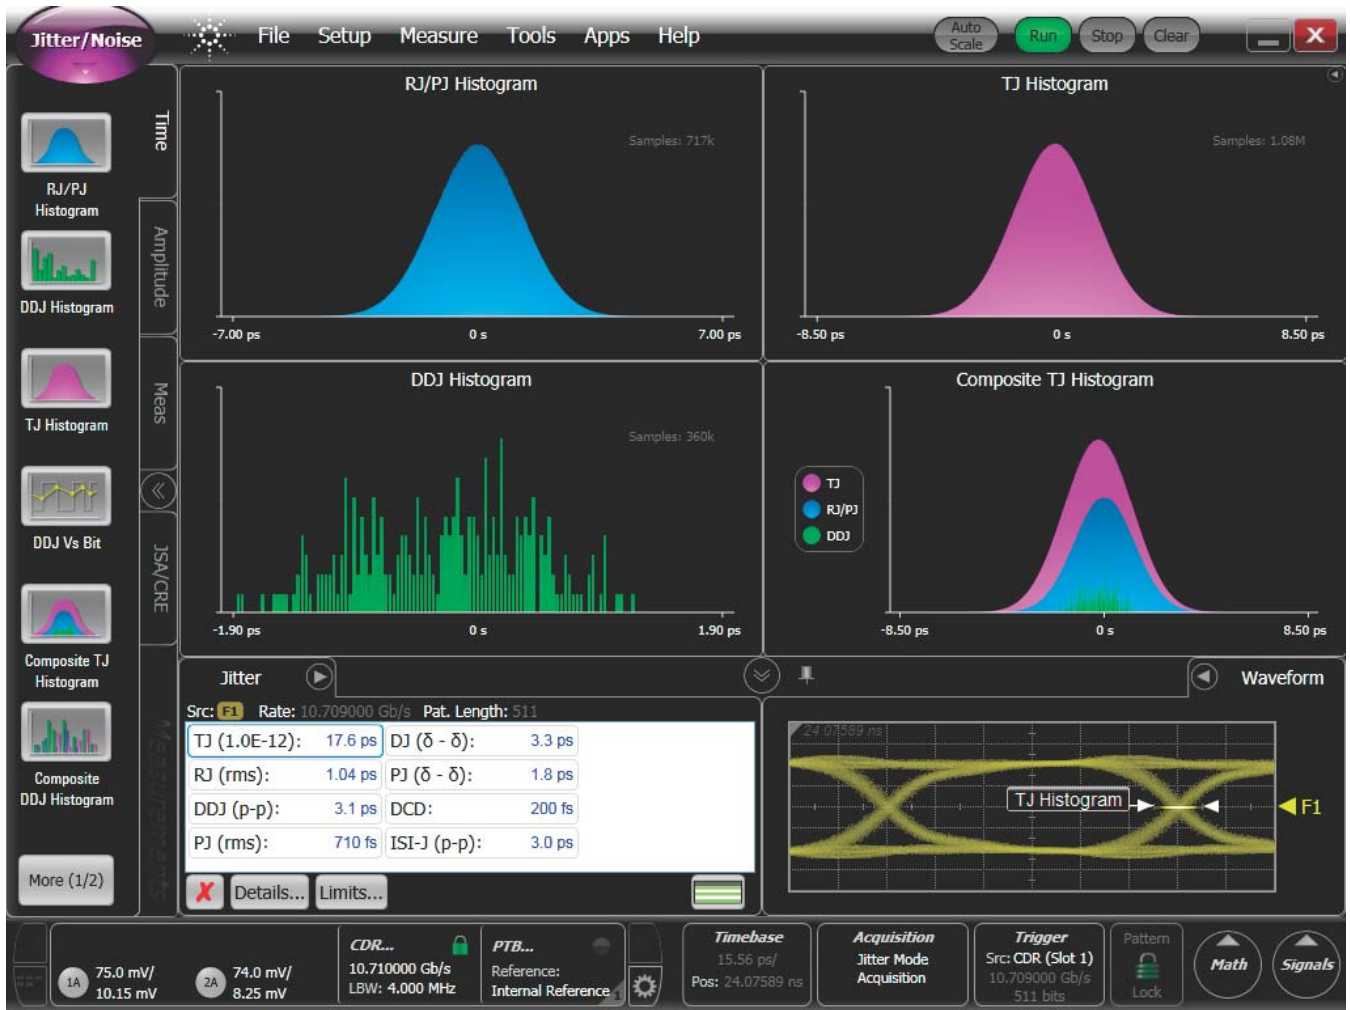 Jitter/Noise
File Setup Measure Tools Apps Help
Auto Scale
Run
Stop
Clear
X
RJ/PJ
Histogram
DDJ Histogram
TJ Histogram
DDJ Vs Bit
Composite TJ
Histogram
Composite
DDJ Histogram
More (1/2)
Time
Amplitude
Meas
JSA/CRE
Measurements
RJ/PJ Histogram
Samples: 717k
-7.00 ps 0 s 7.00 ps
TJ Histogram
Samples: 1.08M
-8.50 ps 0 s 8.50 ps
DDJ Histogram
Samples: 360k
-1.90 ps 0 s 1.90 ps
Composite TJ Histogram
TJ
RJ/PJ
DDJ
-8.50 ps 0 s 8.50 ps
Jitter
Src: F1 Rate: 10.709000 Gb/s Pat. Length: 511
TJ (1.0E-12): 17.6 ps DJ (δ - δ): 3.3 ps
RJ (rms): 1.04 ps PJ (δ - δ): 1.8 ps
DDJ (p-p): 3.1 ps DCD: 200 fs
PJ (rms): 710 fs ISI-J (p-p): 3.0 ps
Details... Limits...
Waveform
24.07589 ns
TJ Histogram
F1
1A
75.0 mV/
10.15 mV
2A
74.0 mV/
8.25 mV
CDR...
10.710000 Gb/s
LBW: 4.000 MHz
PTB...
Reference:
Internal Reference
1
Timebase
15.56 ps/
Pos: 24.07589 ns
Acquisition
Jitter Mode
Acquisition
Trigger
Src: CDR (Slot 1)
10.709000 Gb/s
511 bits
Pattern
Lock
Math
Signals